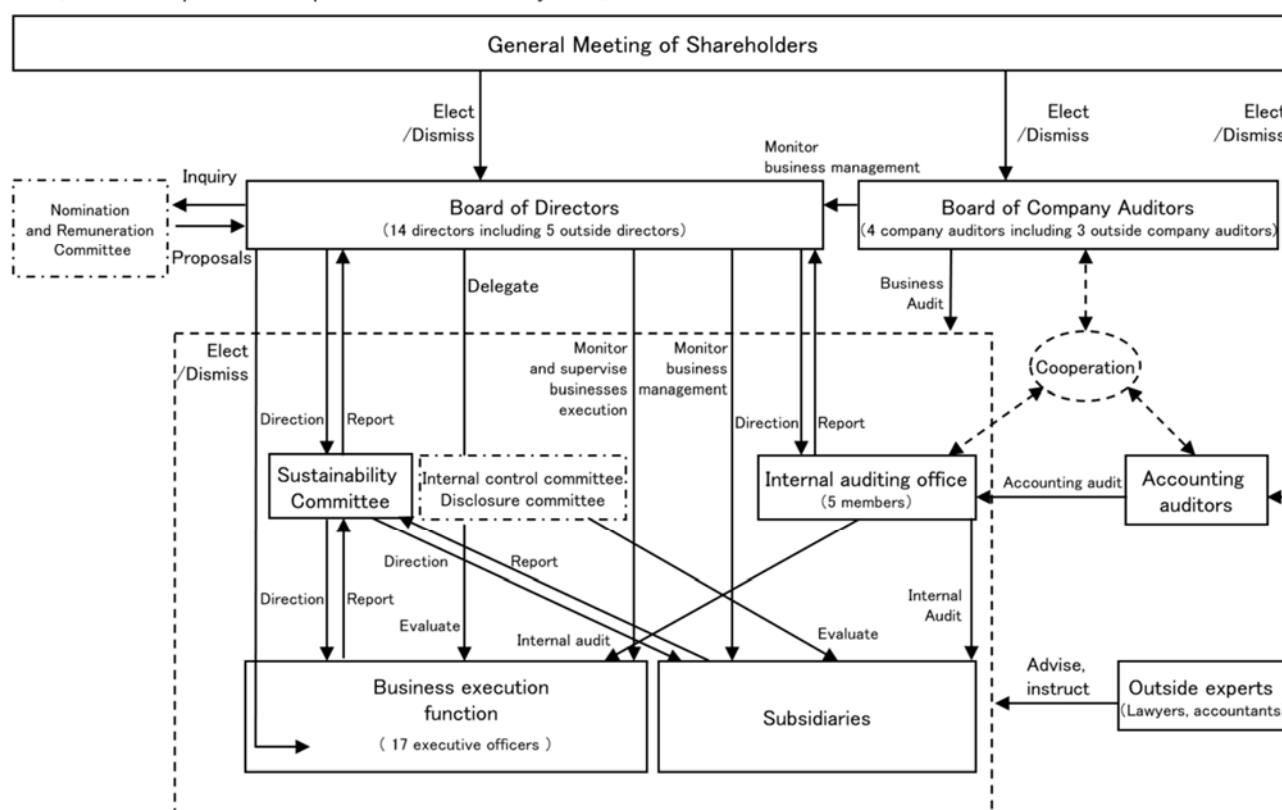 General Meeting of Shareholders
Elect
/Dismiss
Elect
/Dismiss
Elect
/Dismiss
Monitor
business management
Inquiry
Nomination
and Remuneration
Committee
Proposals
Board of Directors
(14 directors including 5 outside directors)
Board of Company Auditors
(4 company auditors including 3 outside company auditors)
Delegate
Business
Audit
Elect
/Dismiss
Monitor
and supervise
businesses
execution
Monitor
business
management
Cooperation
Direction
Report
Direction
Report
Sustainability
Committee
Internal control committee
Disclosure committee
Internal auditing office
(5 members)
Accounting audit
Accounting
auditors
Direction
Report
Direction
Report
Evaluate
Internal audit
Evaluate
Internal
Audit
Business execution
function
( 17 executive officers )
Subsidiaries
Advise,
instruct
Outside experts
(Lawyers, accountants